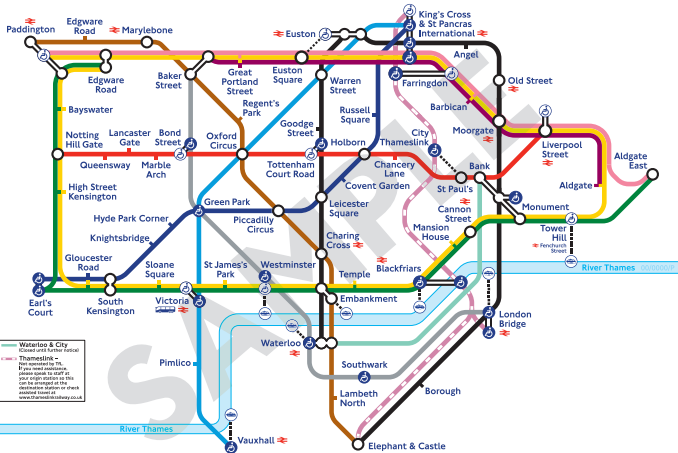 Paddington
Edgware
Road
Marylebone
Euston
King's Cross
& St Pancras
International
Angel
Edgware
Road
Baker
Street
Great
Portland
Street
Euston
Square
Warren
Street
Farringdon
Old Street
Barbican
Bayswater
Regent's
Park
Russell
Square
Goodge
Street
Moorgate
Notting
Hill Gate
Lancaster
Gate
Bond
Street
Oxford
Circus
Holborn
City
Thameslink
Liverpool
Street
Aldgate
East
Queensway
Marble
Arch
Tottenham
Court Road
Chancery
Lane
Bank
St Paul's
High Street
Kensington
Covent Garden
Aldgate
Hyde Park Corner
Green Park
Leicester
Square
Cannon
Street
Monument
Knightsbridge
Piccadilly
Circus
Mansion
House
Tower
Hill
Fenchurch
Street
Charing
Cross
Gloucester
Road
Sloane
Square
St James's
Park
Westminster
Temple
Blackfriars
River Thames
Earl's
Court
South
Kensington
Victoria
Embankment
London
Bridge
Waterloo
Waterloo & City
(Closed until further notice)
Thameslink –
Not operated by TfL.
If you need assistance,
please speak to staff at
your origin station so this
can be arranged at the
destination station or check
assisted travel at
www.thameslinkrailway.co.uk
Pimlico
Southwark
Lambeth
North
Borough
River Thames
Vauxhall
Elephant & Castle
SAMPLE